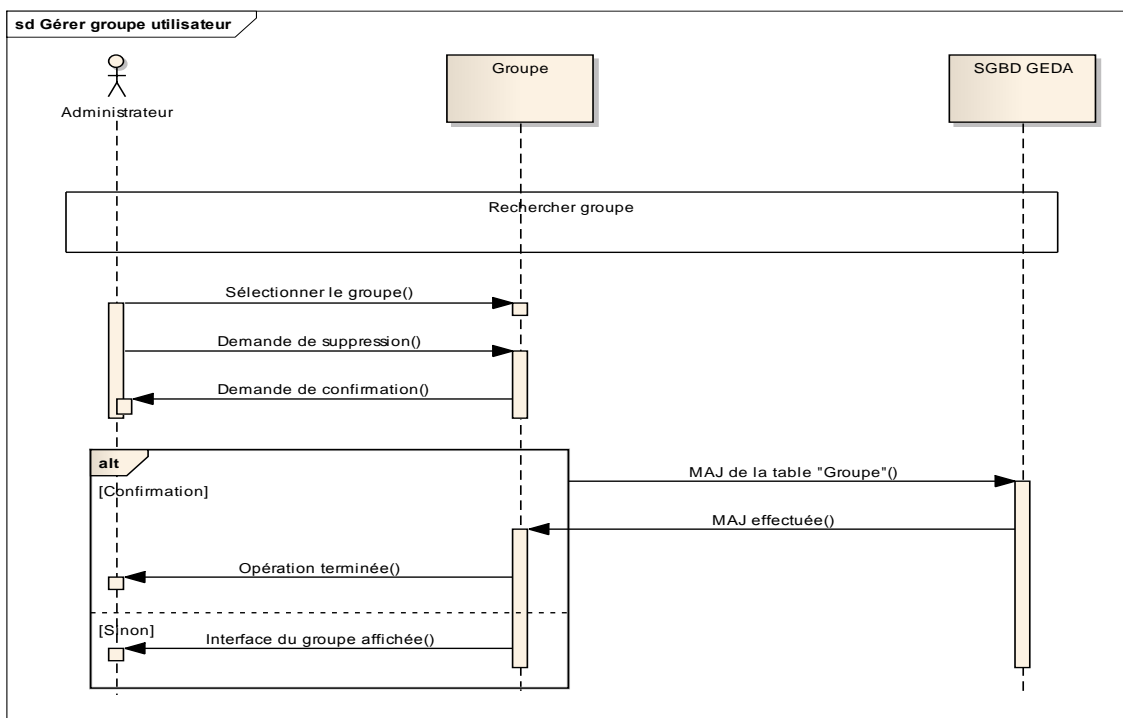 sd Gérer groupe utilisateur
Administrateur
Groupe
SGBD GEDA
Rechercher groupe
Sélectionner le groupe()
Demande de suppression()
Demande de confirmation()
alt
[Confirmation]
MAJ de la table "Groupe"()
MAJ effectuée()
Opération terminée()
[Sinon]
Interface du groupe affichée()